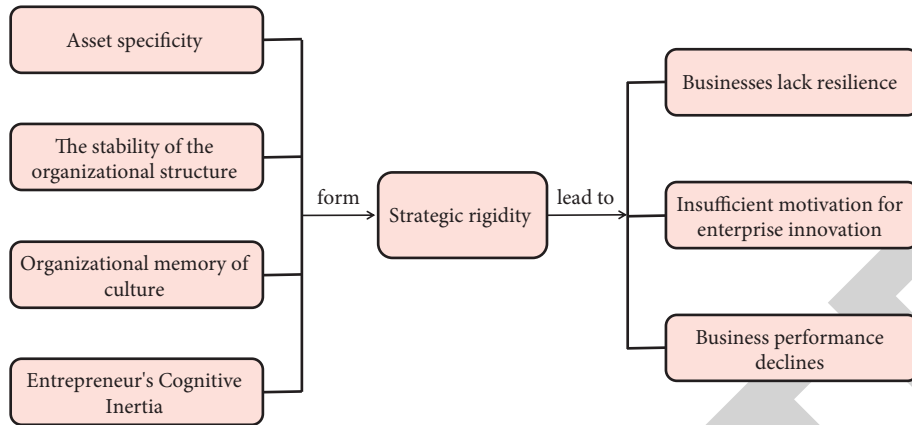 Asset specificity
The stability of the
organizational structure
Organizational memory of
culture
Entrepreneur's Cognitive
Inertia
form
Strategic rigidity
lead to
Businesses lack resilience
Insufficient motivation for
enterprise innovation
Business performance
declines